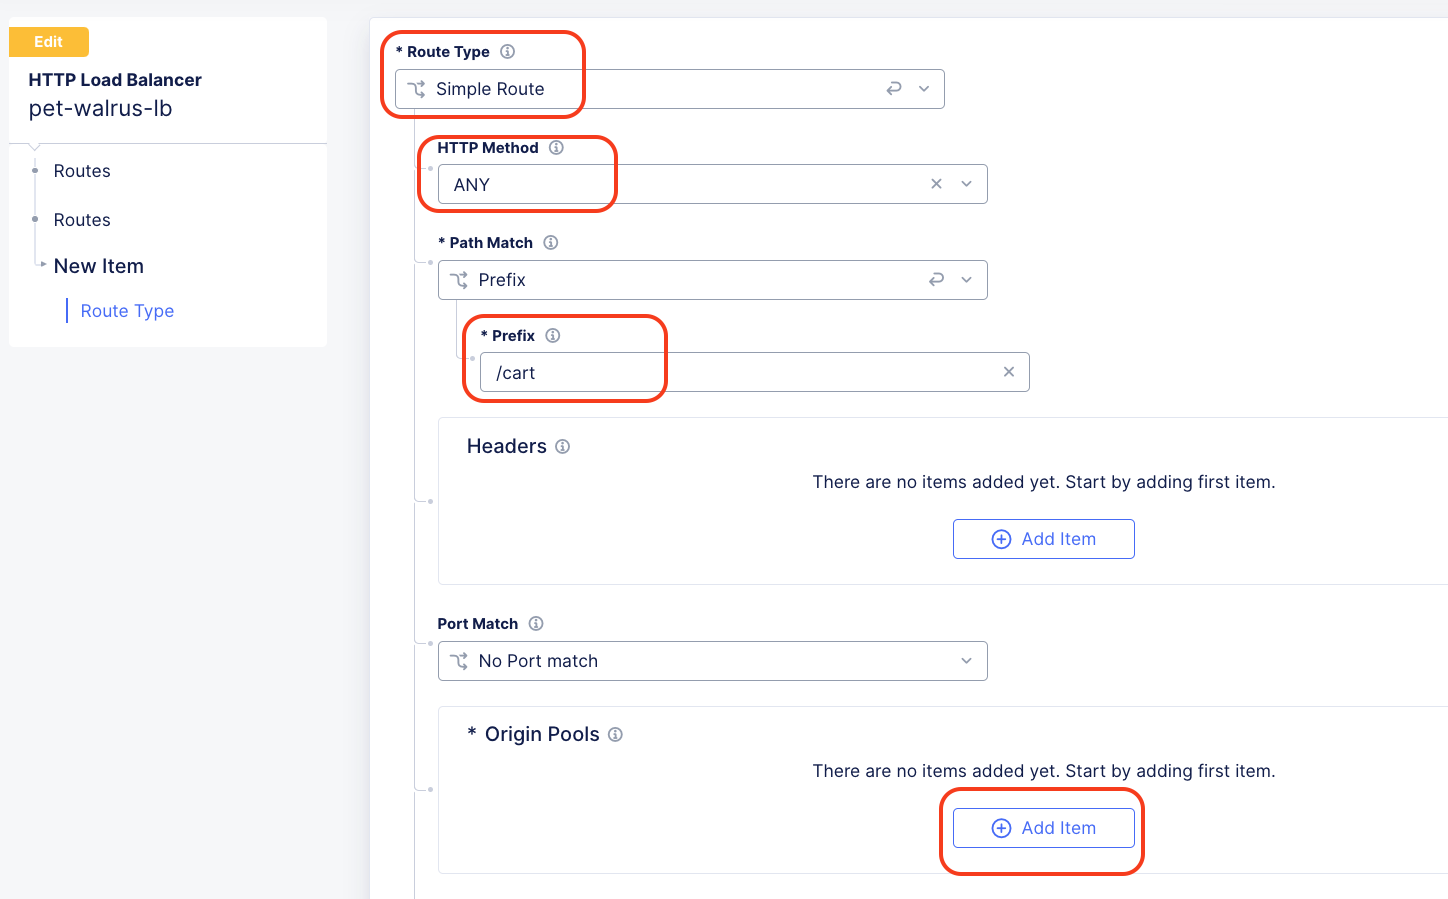 Edit
HTTP Load Balancer
pet-walrus-lb
Routes
Routes
New Item
Route Type
* Route Type
Simple Route
HTTP Method
ANY
* Path Match
Prefix
* Prefix
/cart
Headers
There are no items added yet. Start by adding first item.
Add Item
Port Match
No Port match
* Origin Pools
There are no items added yet. Start by adding first item.
Add Item